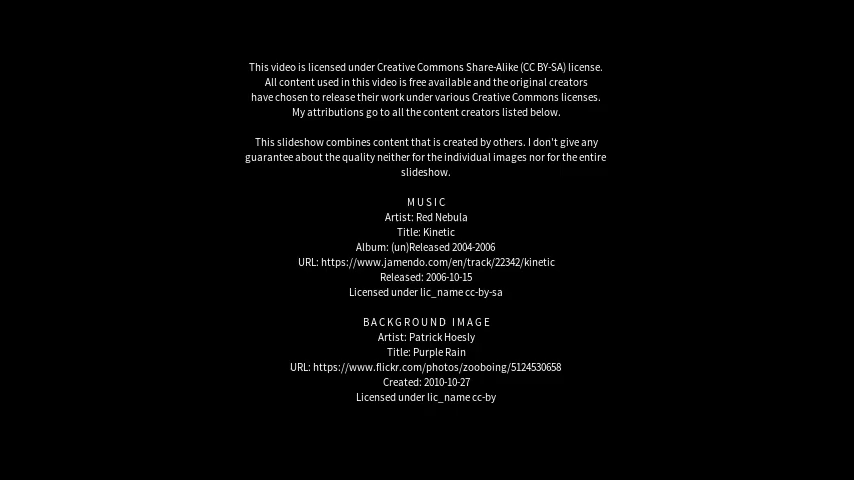 This video is licensed under Creative Commons Share-Alike (CC BY-SA) license.
All content used in this video is free available and the original creators
have chosen to release their work under various Creative Commons licenses.
My attributions go to all the content creators listed below.
This slideshow combines content that is created by others. I don't give any
guarantee about the quality neither for the individual images nor for the entire
slideshow.
MUSIC
Artist: Red Nebula
Title: Kinetic
Album: (un)Released 2004-2006
URL: https://www.jamendo.com/en/track/22342/kinetic
Released: 2006-10-15
Licensed under lic_name cc-by-sa
BACKGROUND IMAGE
Artist: Patrick Hoesly
Title: Purple Rain
URL: https://www.flickr.com/photos/zooboing/5124530658
Created: 2010-10-27
Licensed under lic_name cc-by